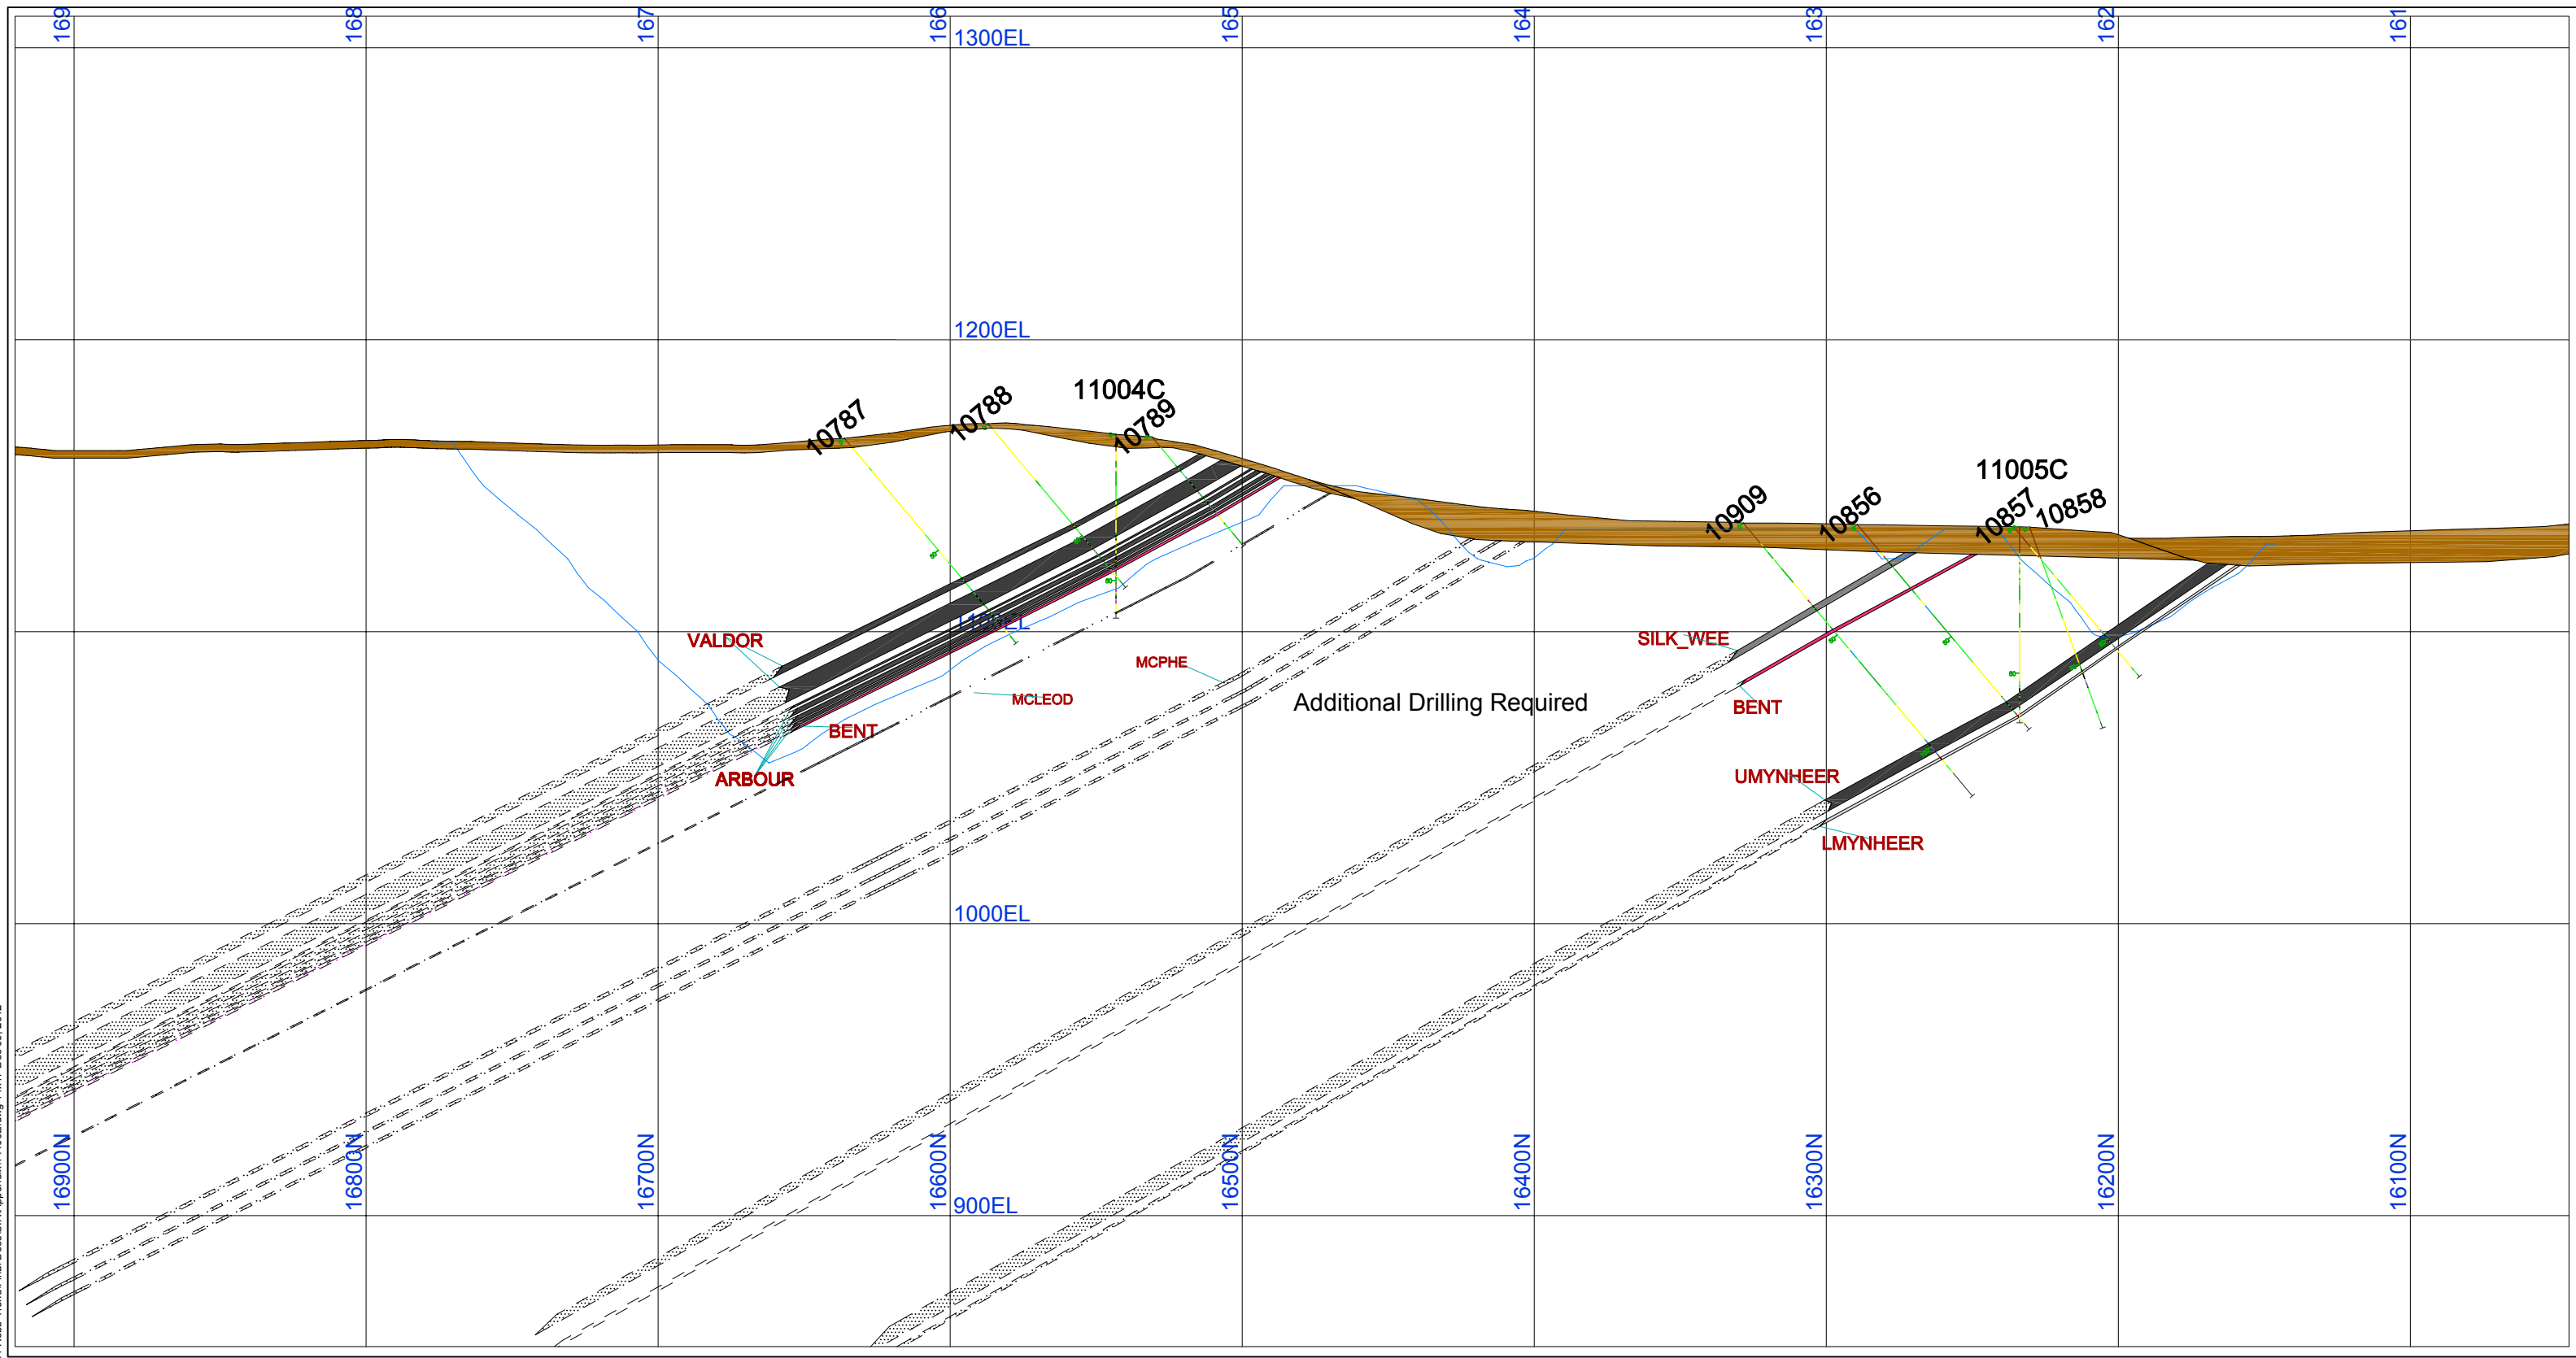 169
168
167
166
165
164
163
162
161
1300EL
1200EL
11004C
10787
10788
10789
11005C
10909
10856
10857
10858
1100EL
VALDOR
MCPHE
SILK_WEE
MCLEOD
Additional Drilling Required
BENT
BENT
ARBOUR
UMYNHEER
LMYNHEER
1000EL
16900N
16800N
16700N
16600N
16500N
16400N
16300N
16200N
16100N
900EL